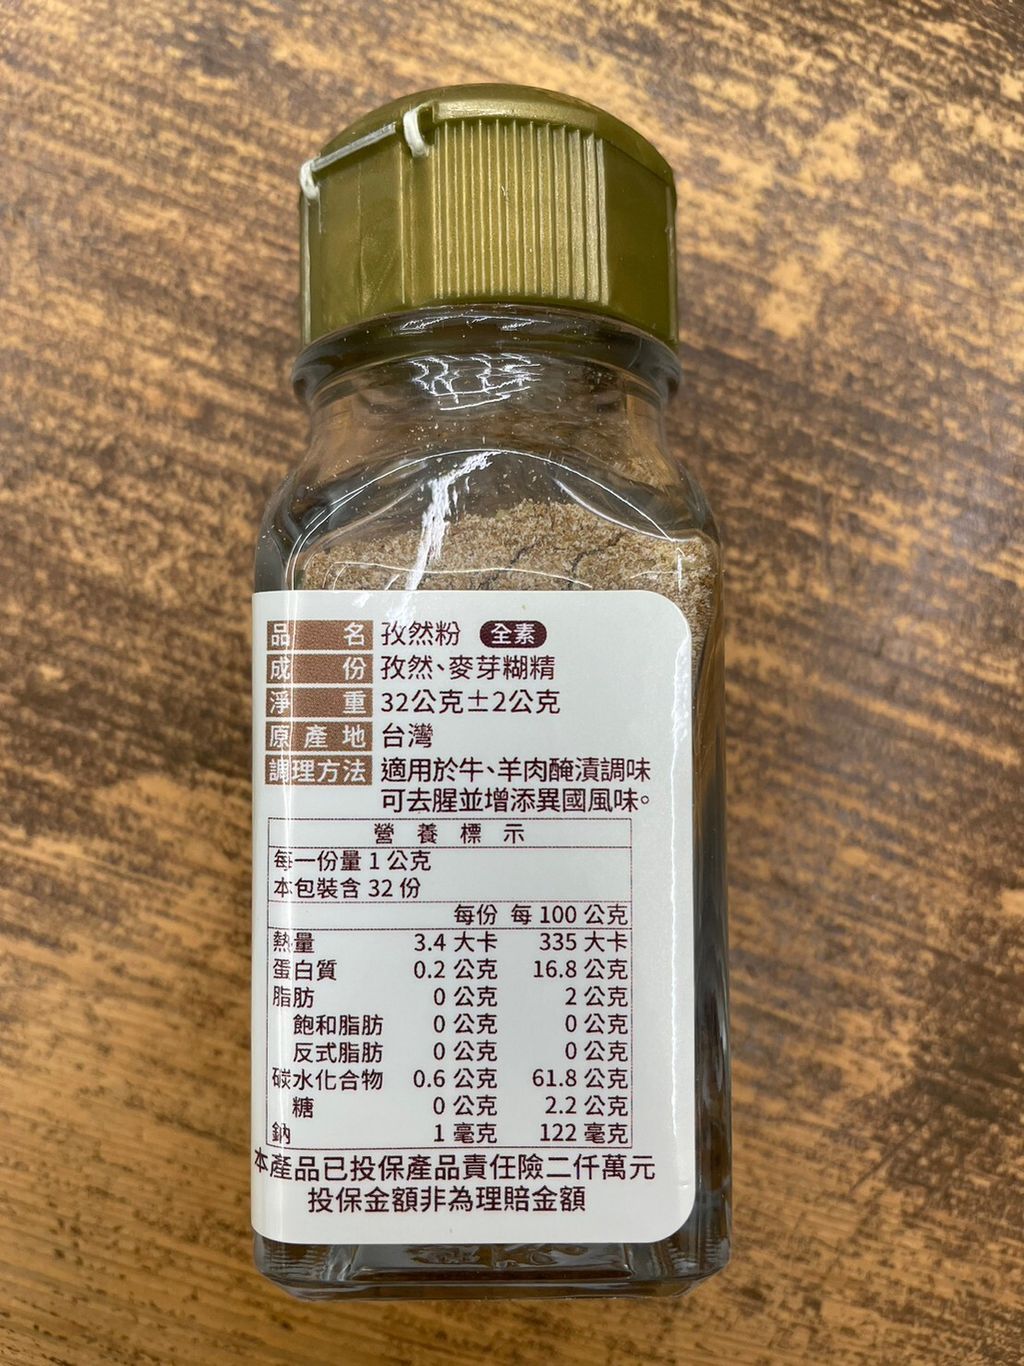 品名 孜然粉 全素
成份 孜然、麥芽糊精
淨重 32公克±2公克
原產地 台灣
調理方法 適用於牛、羊肉醃漬調味
可去腥並增添異國風味。
營養標示
每一份量 1 公克
本包裝含 32 份
每份 每 100 公克
熱量 3.4 大卡 335 大卡
蛋白質 0.2 公克 16.8 公克
脂肪 0 公克 2 公克
飽和脂肪 0 公克 0 公克
反式脂肪 0 公克 0 公克
碳水化合物 0.6 公克 61.8 公克
糖 0 公克 2.2 公克
鈉 1 毫克 122 毫克
本產品已投保產品責任險二仟萬元
投保金額非為理賠金額